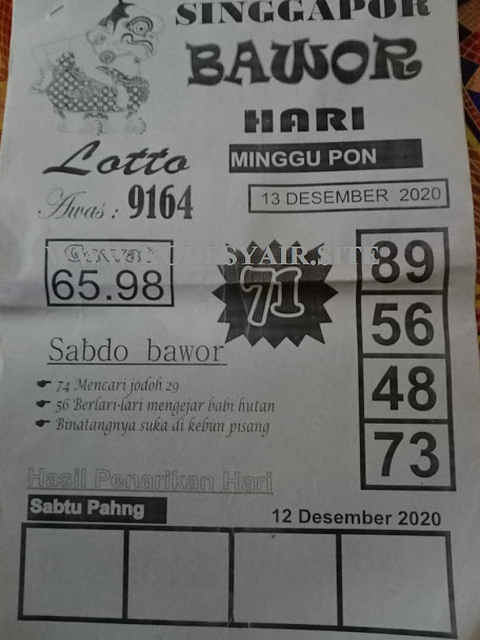 SINGGAPOR
BAWOR
HARI
MINGGU PON
13 DESEMBER 2020
Lotto
Awas : 9164
65.98
71
89
56
48
73
Sabdo bawor
74 Mencari jodoh 29
56 Berlari-lari mengejar babi hutan
Binatangnya suka di kebun pisang
Hasil Penarikan Hari
Sabtu Pahng
12 Desember 2020